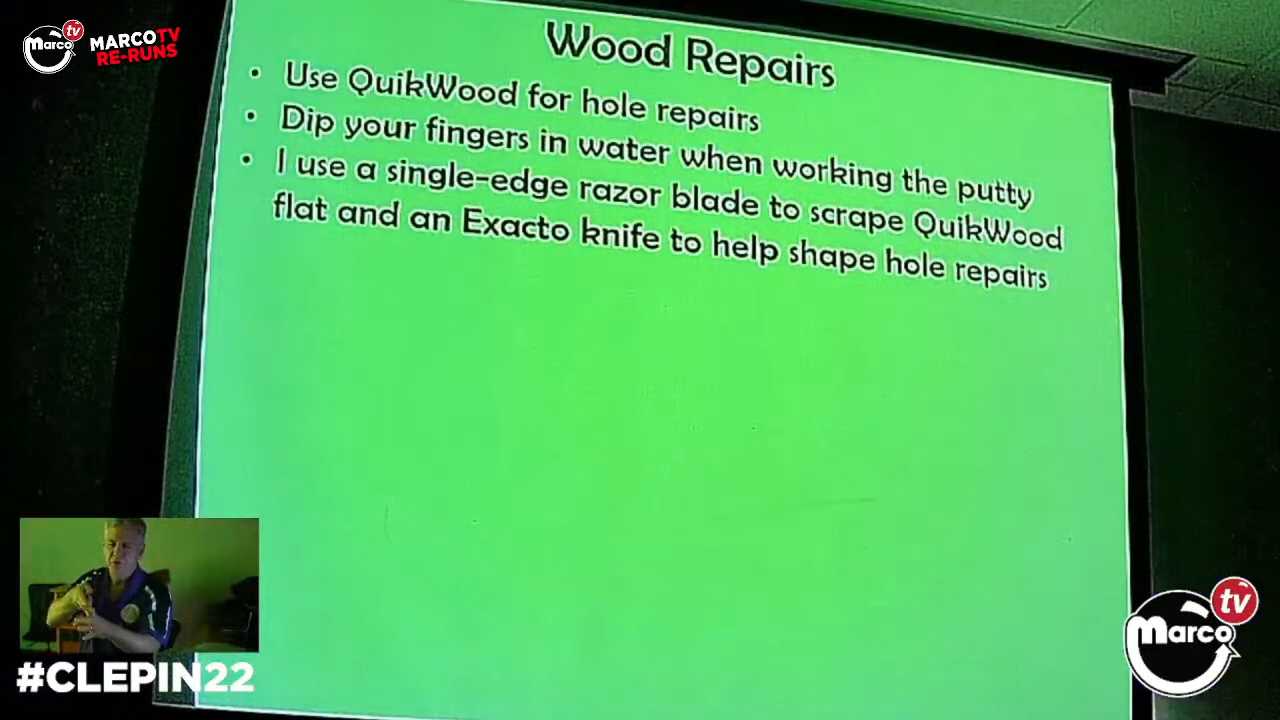 marco tv
MARCOTV
RE-RUNS
Wood Repairs
• Use QuikWood for hole repairs
• Dip your fingers in water when working the putty
• I use a single-edge razor blade to scrape QuikWood
flat and an Exacto knife to help shape hole repairs
#CLEPIN22
marco tv